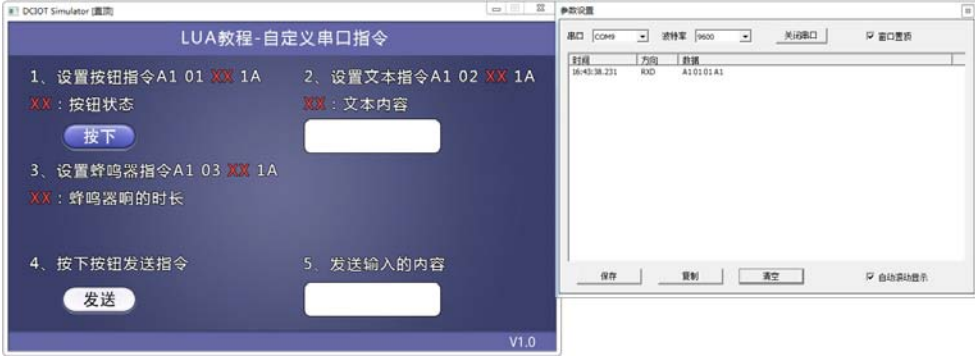 DCIOT Simulator [置顶]
LUA教程-自定义串口指令
1、设置按钮指令A1 01 XX 1A
XX：按钮状态
按下
2、设置文本指令A1 02 XX 1A
XX：文本内容
3、设置蜂鸣器指令A1 03 XX 1A
XX：蜂鸣器响的时长
4、按下按钮发送指令
发送
5、发送输入的内容
V1.0
参数设置
串口 COM9 波特率 9600 关闭串口 窗口置顶
时间 方向 数据
16:43:38.231 RXD A10101A1
保存 复制 清空 自动滚动显示